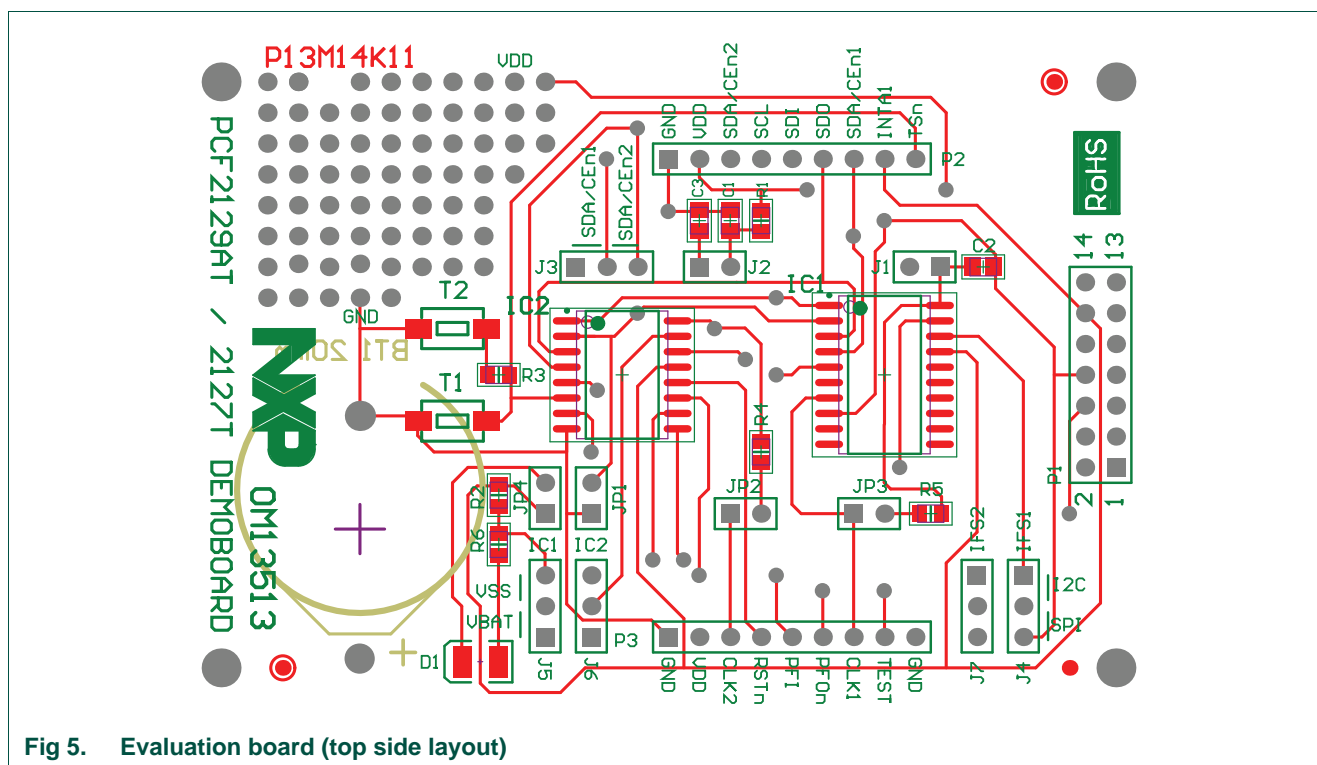 P13M14K11
VDD
PCF2129AT / 2127T DEMOBOARD
OM13513
NXP
GND
T2
T1
R3
D1
+
R2
R6
JP4
JP1
IC1
IC2
VSS
VBAT
J5
J6
P3
SDA/CEn1
SDA/CEn2
J3
J2
C3
C1
R1
GND
VDD
SDA/CEn2
SCL
SDI
SDO
SDA/CEn1
INTA1
TSn
P2
RoHS
IC2
IC1
J1
C2
14
13
P1
2
1
R4
JP2
JP3
R5
IFS2
IFS1
I2C
SPI
J7
J4
GND
VDD
CLK2
RSTn
PFI
PFOn
CLK1
TEST
GND
Fig 5. Evaluation board (top side layout)